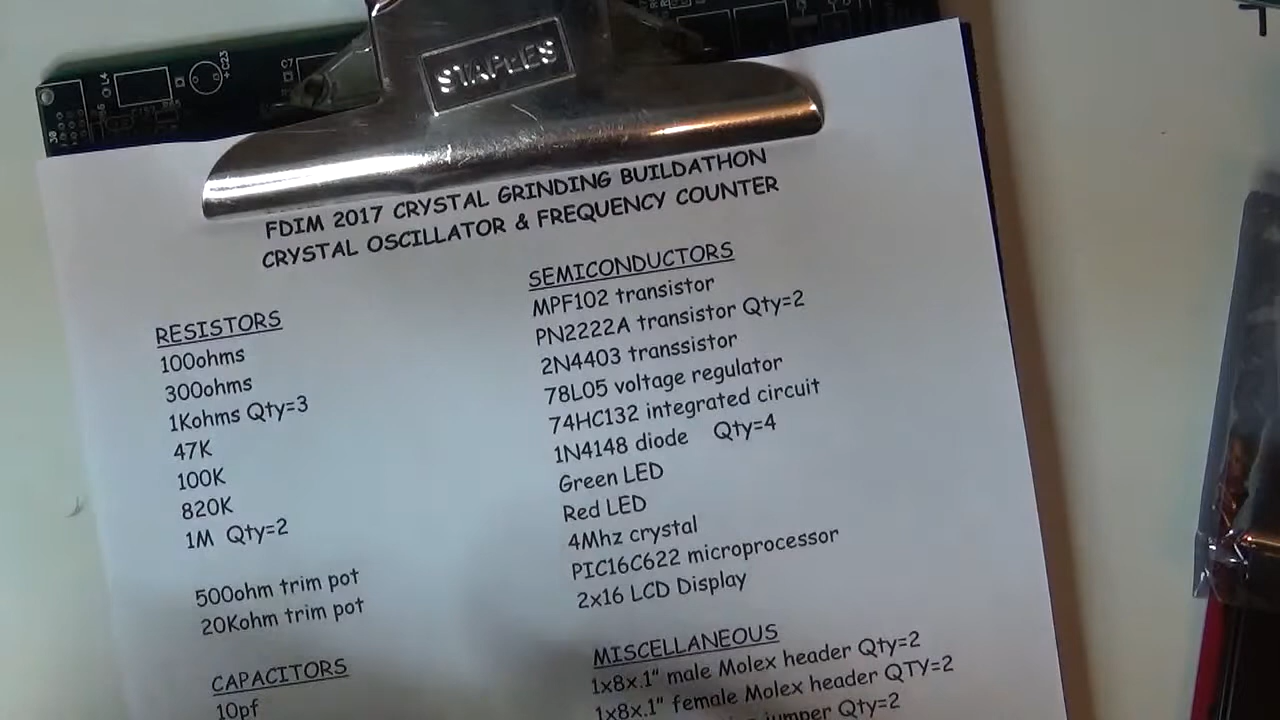 STAPLES
L4
+C23
C7
FDIM 2017 CRYSTAL GRINDING BUILDATHON
CRYSTAL OSCILLATOR & FREQUENCY COUNTER
RESISTORS
100ohms
300ohms
1Kohms Qty=3
47K
100K
820K
1M Qty=2
500ohm trim pot
20Kohm trim pot
CAPACITORS
10pf
SEMICONDUCTORS
MPF102 transistor
PN2222A transistor Qty=2
2N4403 transsistor
78L05 voltage regulator
74HC132 integrated circuit
1N4148 diode Qty=4
Green LED
Red LED
4Mhz crystal
PIC16C622 microprocessor
2x16 LCD Display
MISCELLANEOUS
1x8x.1" male Molex header Qty=2
1x8x.1" female Molex header QTY=2
jumper Qty=2